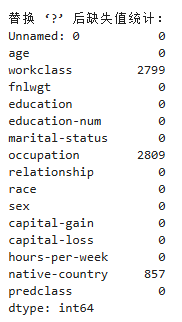 替换 ‘?’ 后缺失值统计:
Unnamed: 0 0
age 0
workclass 2799
fnlwgt 0
education 0
education-num 0
marital-status 0
occupation 2809
relationship 0
race 0
sex 0
capital-gain 0
capital-loss 0
hours-per-week 0
native-country 857
predclass 0
dtype: int64